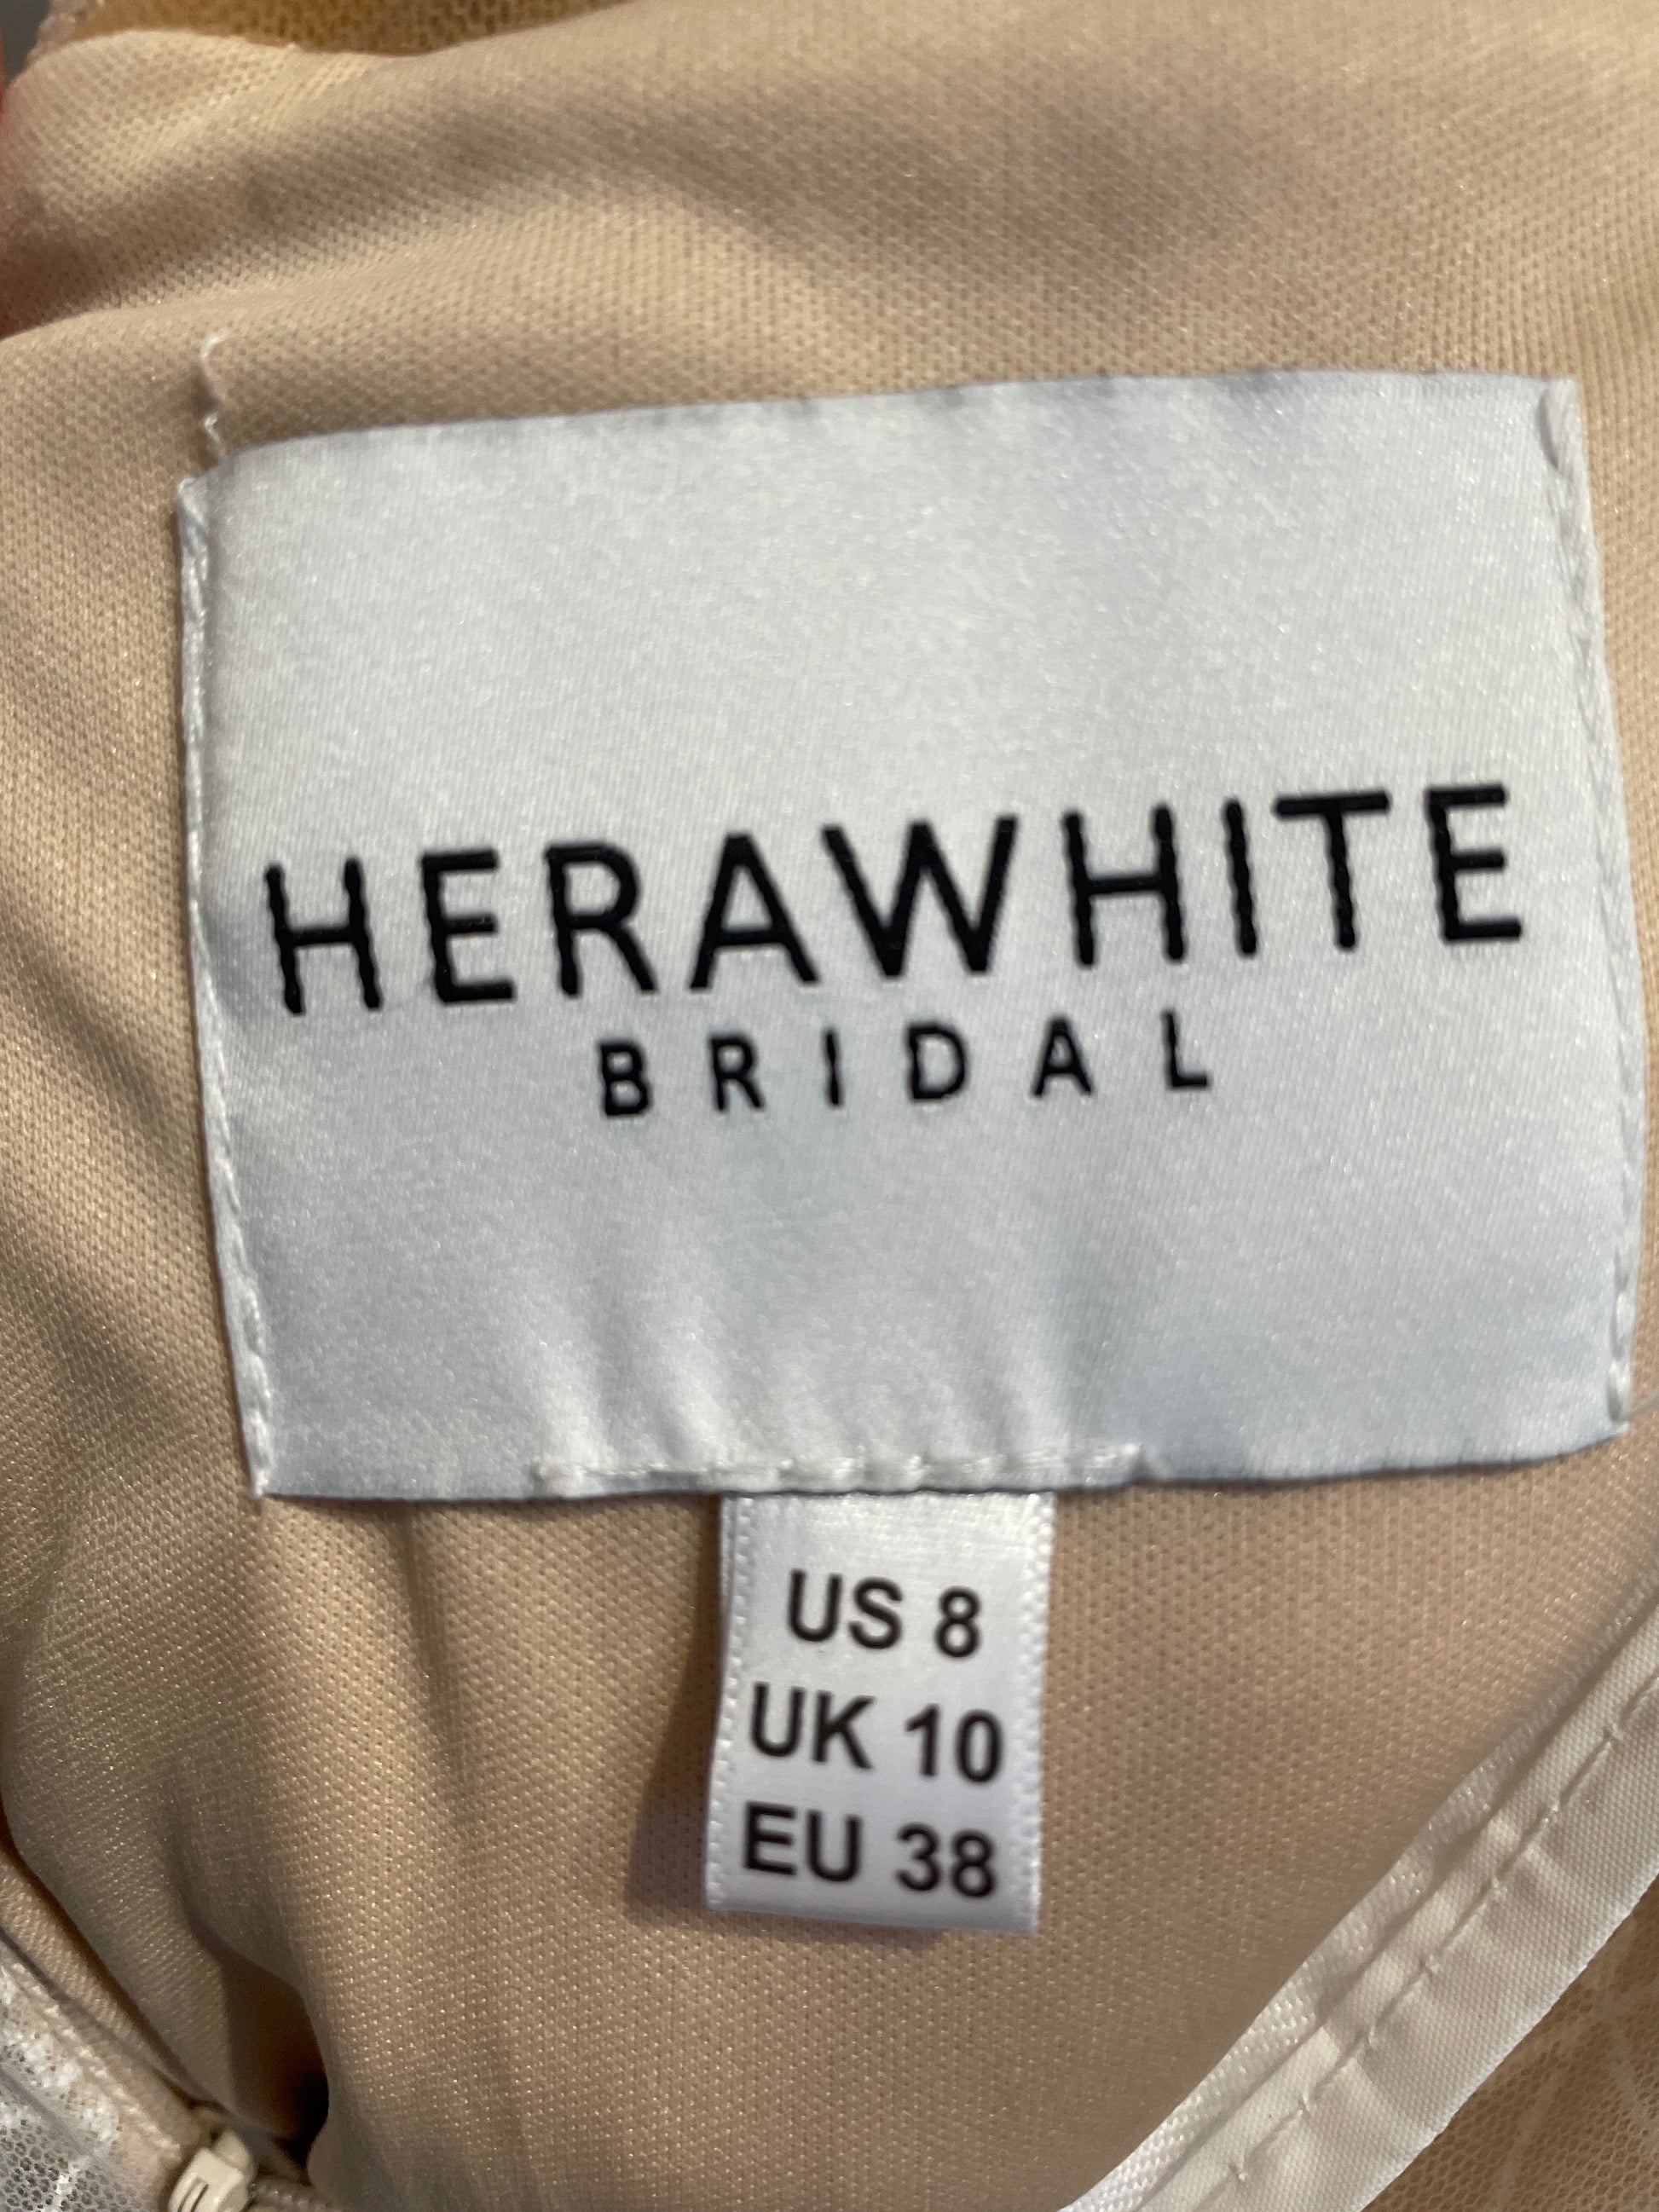 HERAWHITE
BRIDAL
US 8
UK 10
EU 38